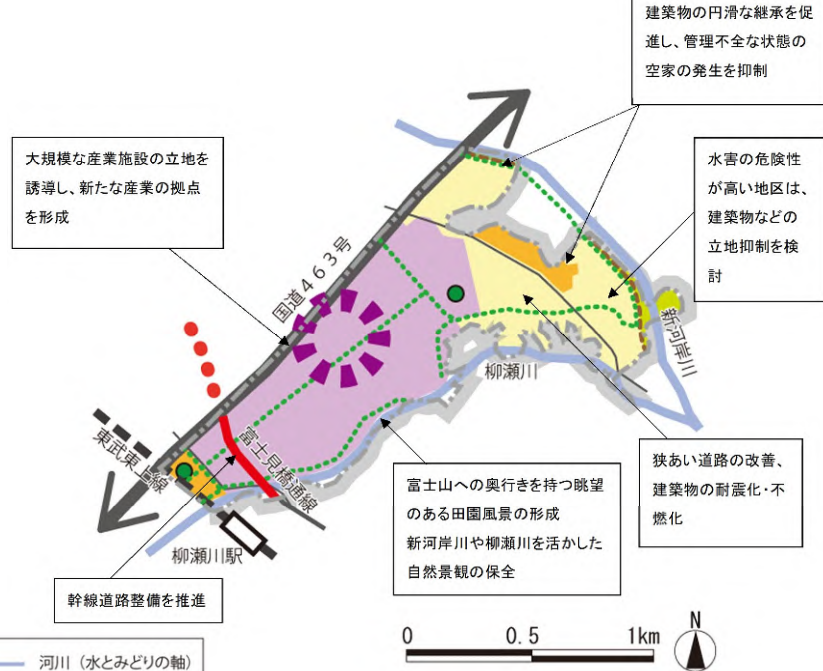 建築物の円滑な継承を促
進し、管理不全な状態の
空家の発生を抑制
大規模な産業施設の立地を
誘導し、新たな産業の拠点
を形成
水害の危険性
が高い地区は、
建築物などの
立地抑制を検
討
国道463号
新河岸川
柳瀬川
東武東上線
富士見橋通線
柳瀬川駅
富士山への奥行きを持つ眺望
のある田園風景の形成
新河岸川や柳瀬川を活かした
自然景観の保全
狭あい道路の改善、
建築物の耐震化・不
燃化
幹線道路整備を推進
0 0.5 1km
N
河川（水とみどりの軸）